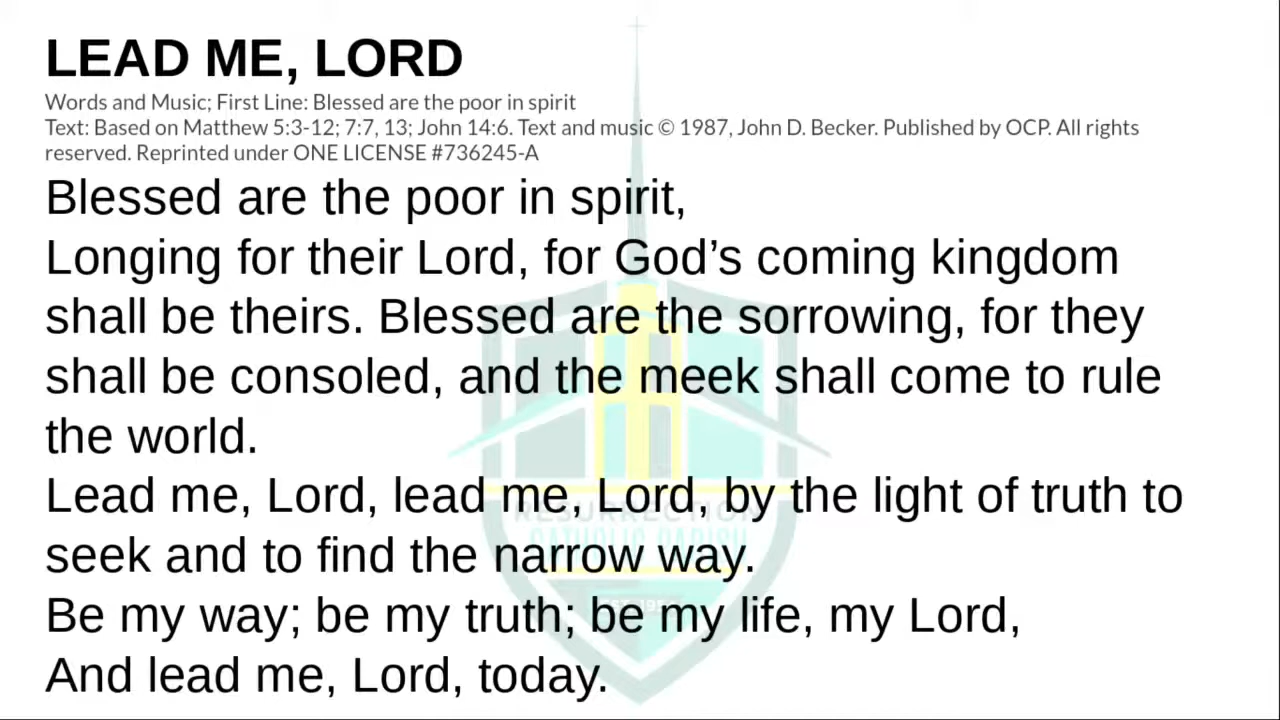 LEAD ME, LORD
Words and Music; First Line: Blessed are the poor in spirit
Text: Based on Matthew 5:3-12; 7:7, 13; John 14:6. Text and music © 1987, John D. Becker. Published by OCP. All rights
reserved. Reprinted under ONE LICENSE #736245-A
Blessed are the poor in spirit,
Longing for their Lord, for God’s coming kingdom
shall be theirs. Blessed are the sorrowing, for they
shall be consoled, and the meek shall come to rule
the world.
Lead me, Lord, lead me, Lord, by the light of truth to
RESURRECTION
CATHOLIC PARISH
seek and to find the narrow way.
Be my way; be my truth; be my life, my Lord,
EST.
And lead me, Lord, today.